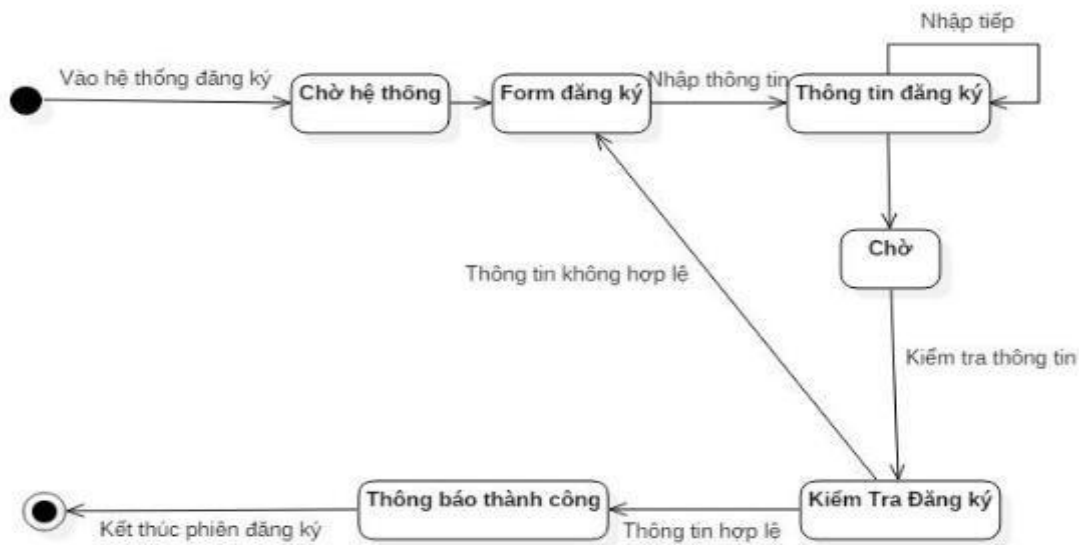 Nhập tiếp
Vào hệ thống đăng ký
Chờ hệ thống
Form đăng ký
Nhập thông tin
Thông tin đăng ký
Chờ
Thông tin không hợp lệ
Kiểm tra thông tin
Thông báo thành công
Kiểm Tra Đăng ký
Kết thúc phiên đăng ký
Thông tin hợp lệ